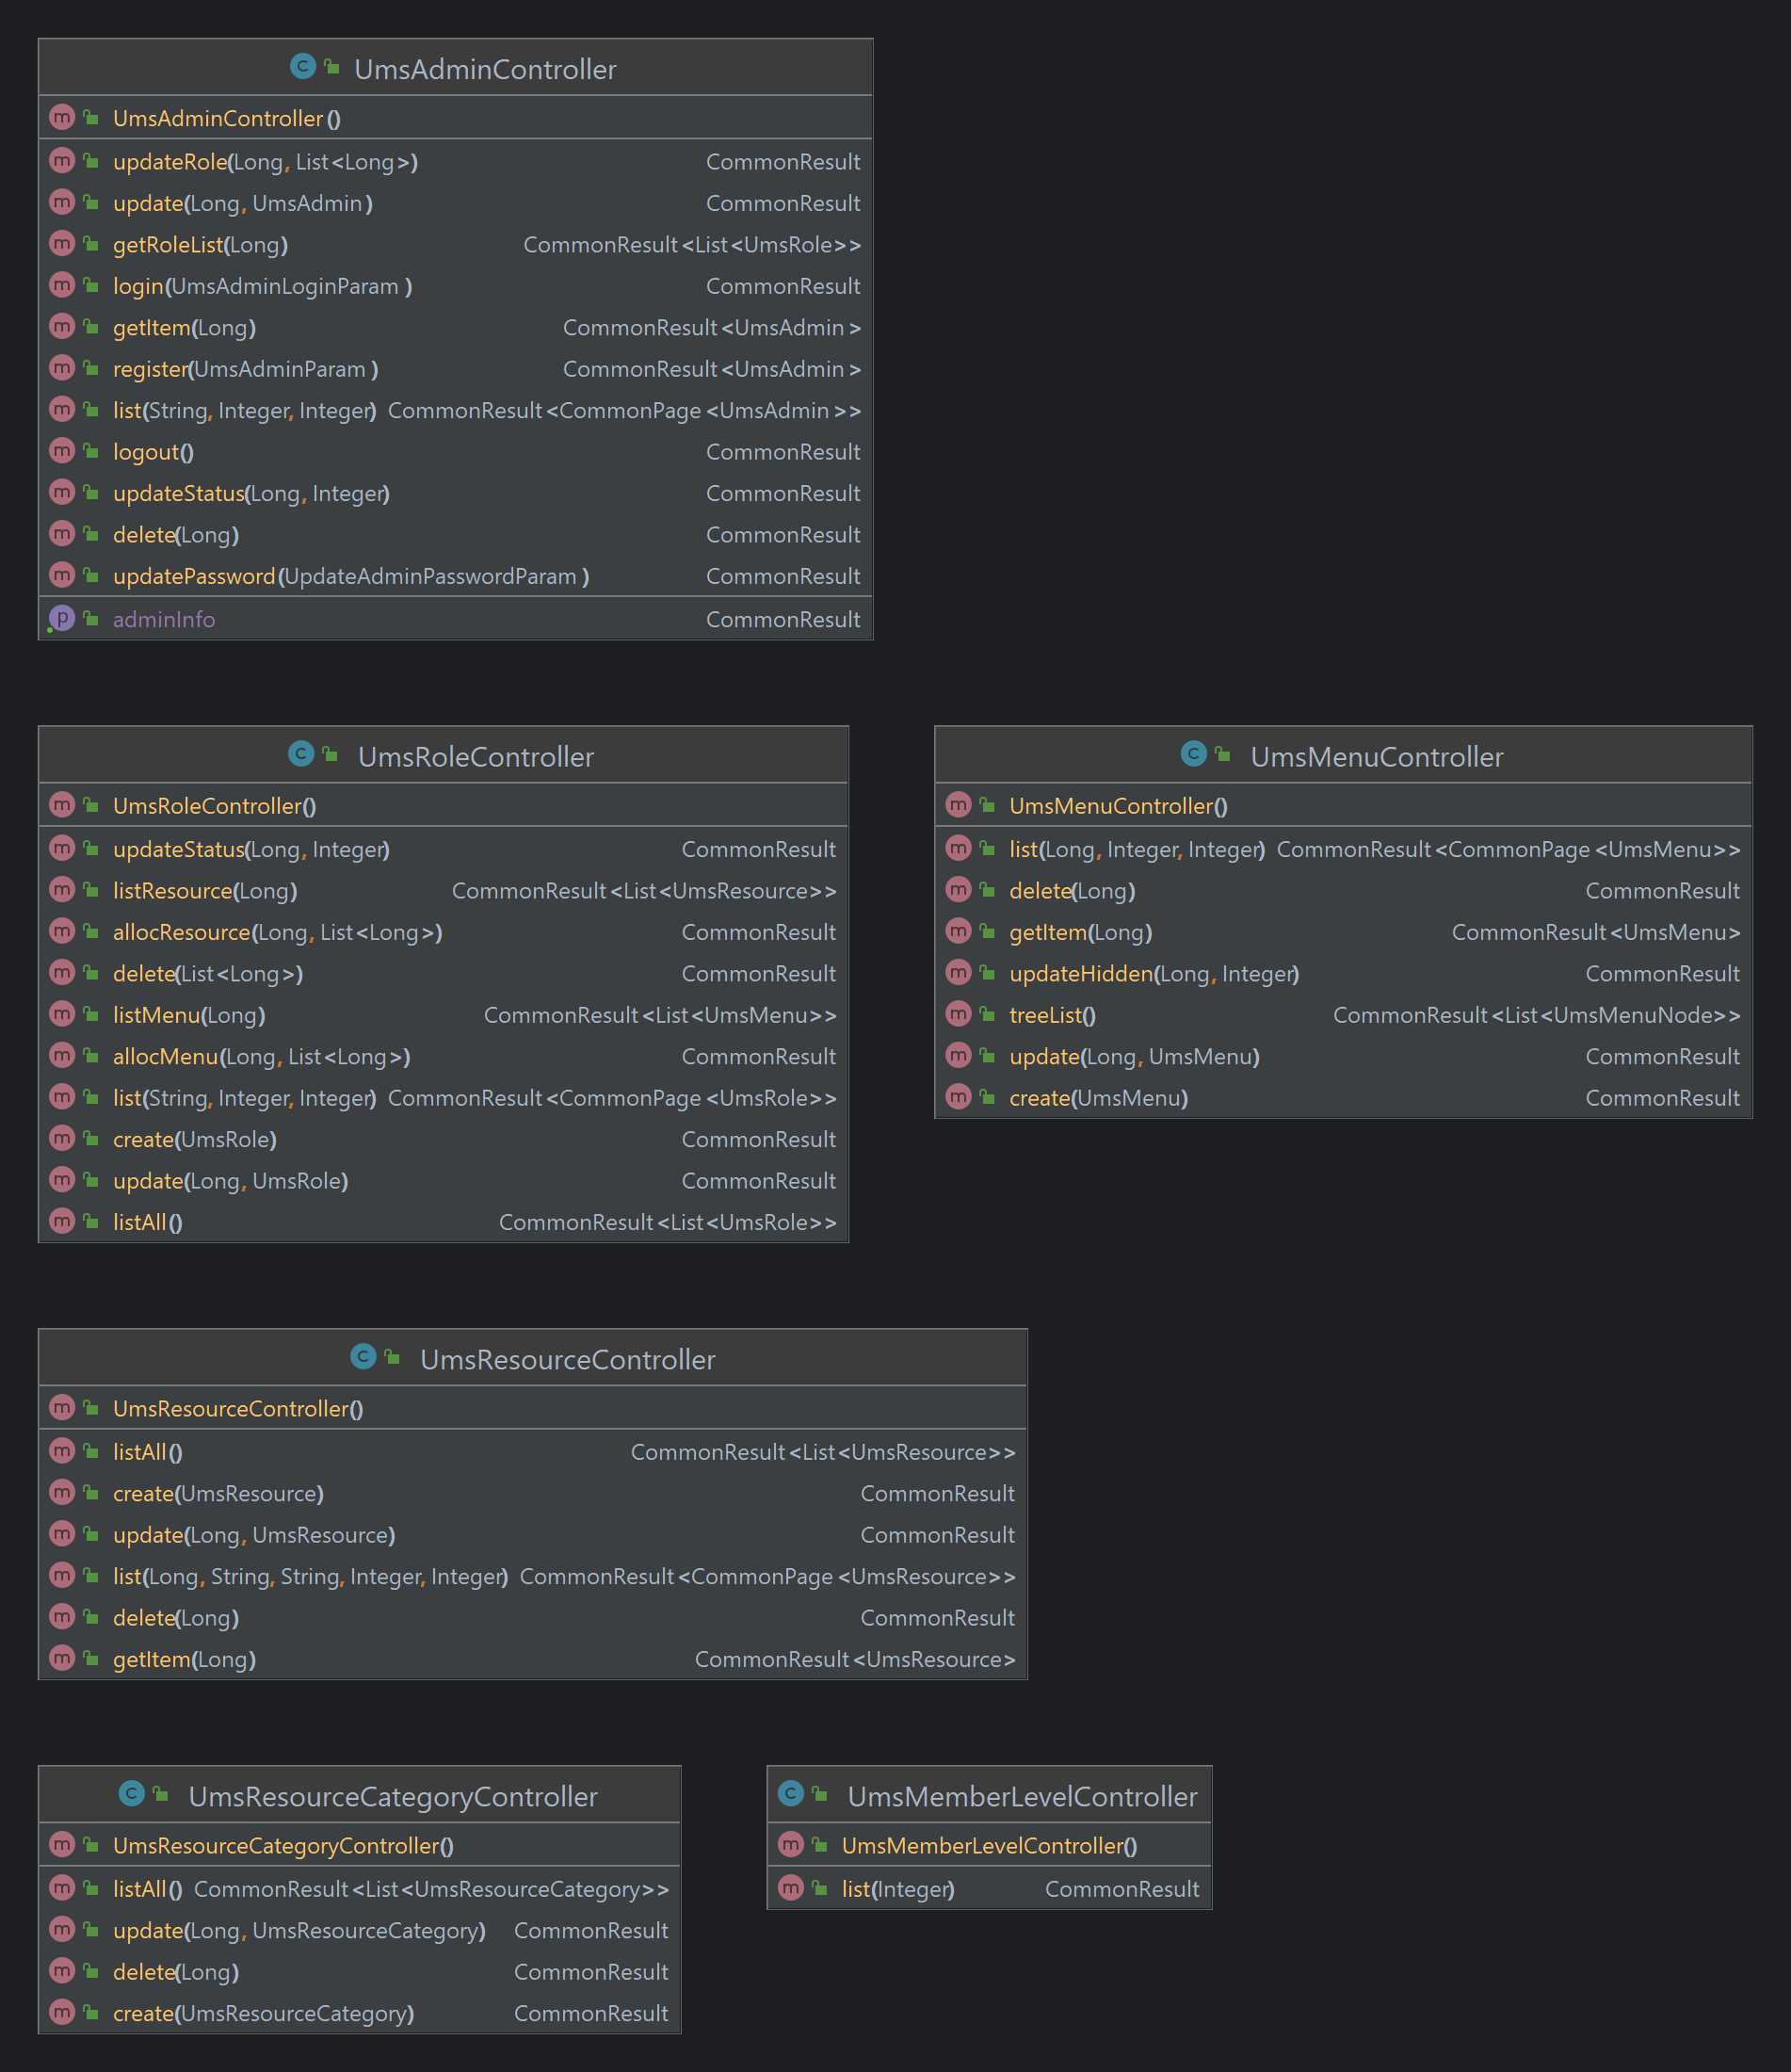 UmsAdminController
UmsAdminController()
updateRole(Long, List<Long>) CommonResult
update(Long, UmsAdmin) CommonResult
getRoleList(Long) CommonResult<List<UmsRole>>
login(UmsAdminLoginParam) CommonResult
getItem(Long) CommonResult<UmsAdmin>
register(UmsAdminParam) CommonResult<UmsAdmin>
list(String, Integer, Integer) CommonResult<CommonPage<UmsAdmin>>
logout() CommonResult
updateStatus(Long, Integer) CommonResult
delete(Long) CommonResult
updatePassword(UpdateAdminPasswordParam) CommonResult
adminInfo CommonResult
UmsRoleController
UmsRoleController()
updateStatus(Long, Integer) CommonResult
listResource(Long) CommonResult<List<UmsResource>>
allocResource(Long, List<Long>) CommonResult
delete(List<Long>) CommonResult
listMenu(Long) CommonResult<List<UmsMenu>>
allocMenu(Long, List<Long>) CommonResult
list(String, Integer, Integer) CommonResult<CommonPage<UmsRole>>
create(UmsRole) CommonResult
update(Long, UmsRole) CommonResult
listAll() CommonResult<List<UmsRole>>
UmsMenuController
UmsMenuController()
list(Long, Integer, Integer) CommonResult<CommonPage<UmsMenu>>
delete(Long) CommonResult
getItem(Long) CommonResult<UmsMenu>
updateHidden(Long, Integer) CommonResult
treeList() CommonResult<List<UmsMenuNode>>
update(Long, UmsMenu) CommonResult
create(UmsMenu) CommonResult
UmsResourceController
UmsResourceController()
listAll() CommonResult<List<UmsResource>>
create(UmsResource) CommonResult
update(Long, UmsResource) CommonResult
list(Long, String, String, Integer, Integer) CommonResult<CommonPage<UmsResource>>
delete(Long) CommonResult
getItem(Long) CommonResult<UmsResource>
UmsResourceCategoryController
UmsResourceCategoryController()
listAll() CommonResult<List<UmsResourceCategory>>
update(Long, UmsResourceCategory) CommonResult
delete(Long) CommonResult
create(UmsResourceCategory) CommonResult
UmsMemberLevelController
UmsMemberLevelController()
list(Integer) CommonResult